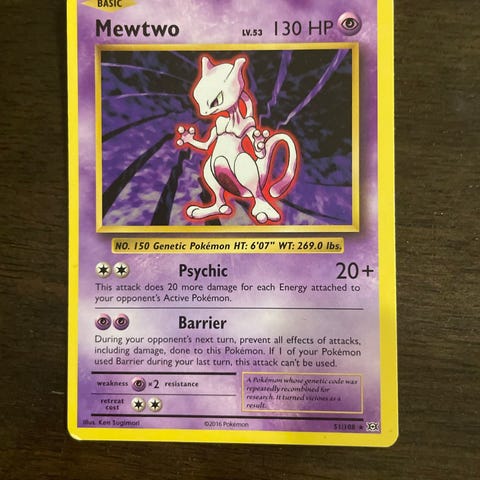 BASIC
Mewtwo LV.53 130 HP
NO. 150 Genetic Pokémon HT: 6'07" WT: 269.0 lbs.
Psychic 20+
This attack does 20 more damage for each Energy attached to
your opponent's Active Pokémon.
Barrier
During your opponent's next turn, prevent all effects of attacks,
including damage, done to this Pokémon. If 1 of your Pokémon
used Barrier during your last turn, this attack can't be used.
weakness ×2 resistance
retreat
cost
A Pokémon whose genetic code was
repeatedly recombined for
research. It turned vicious as a
result.
Illus. Ken Sugimori
©2016 Pokémon
51/108 ★